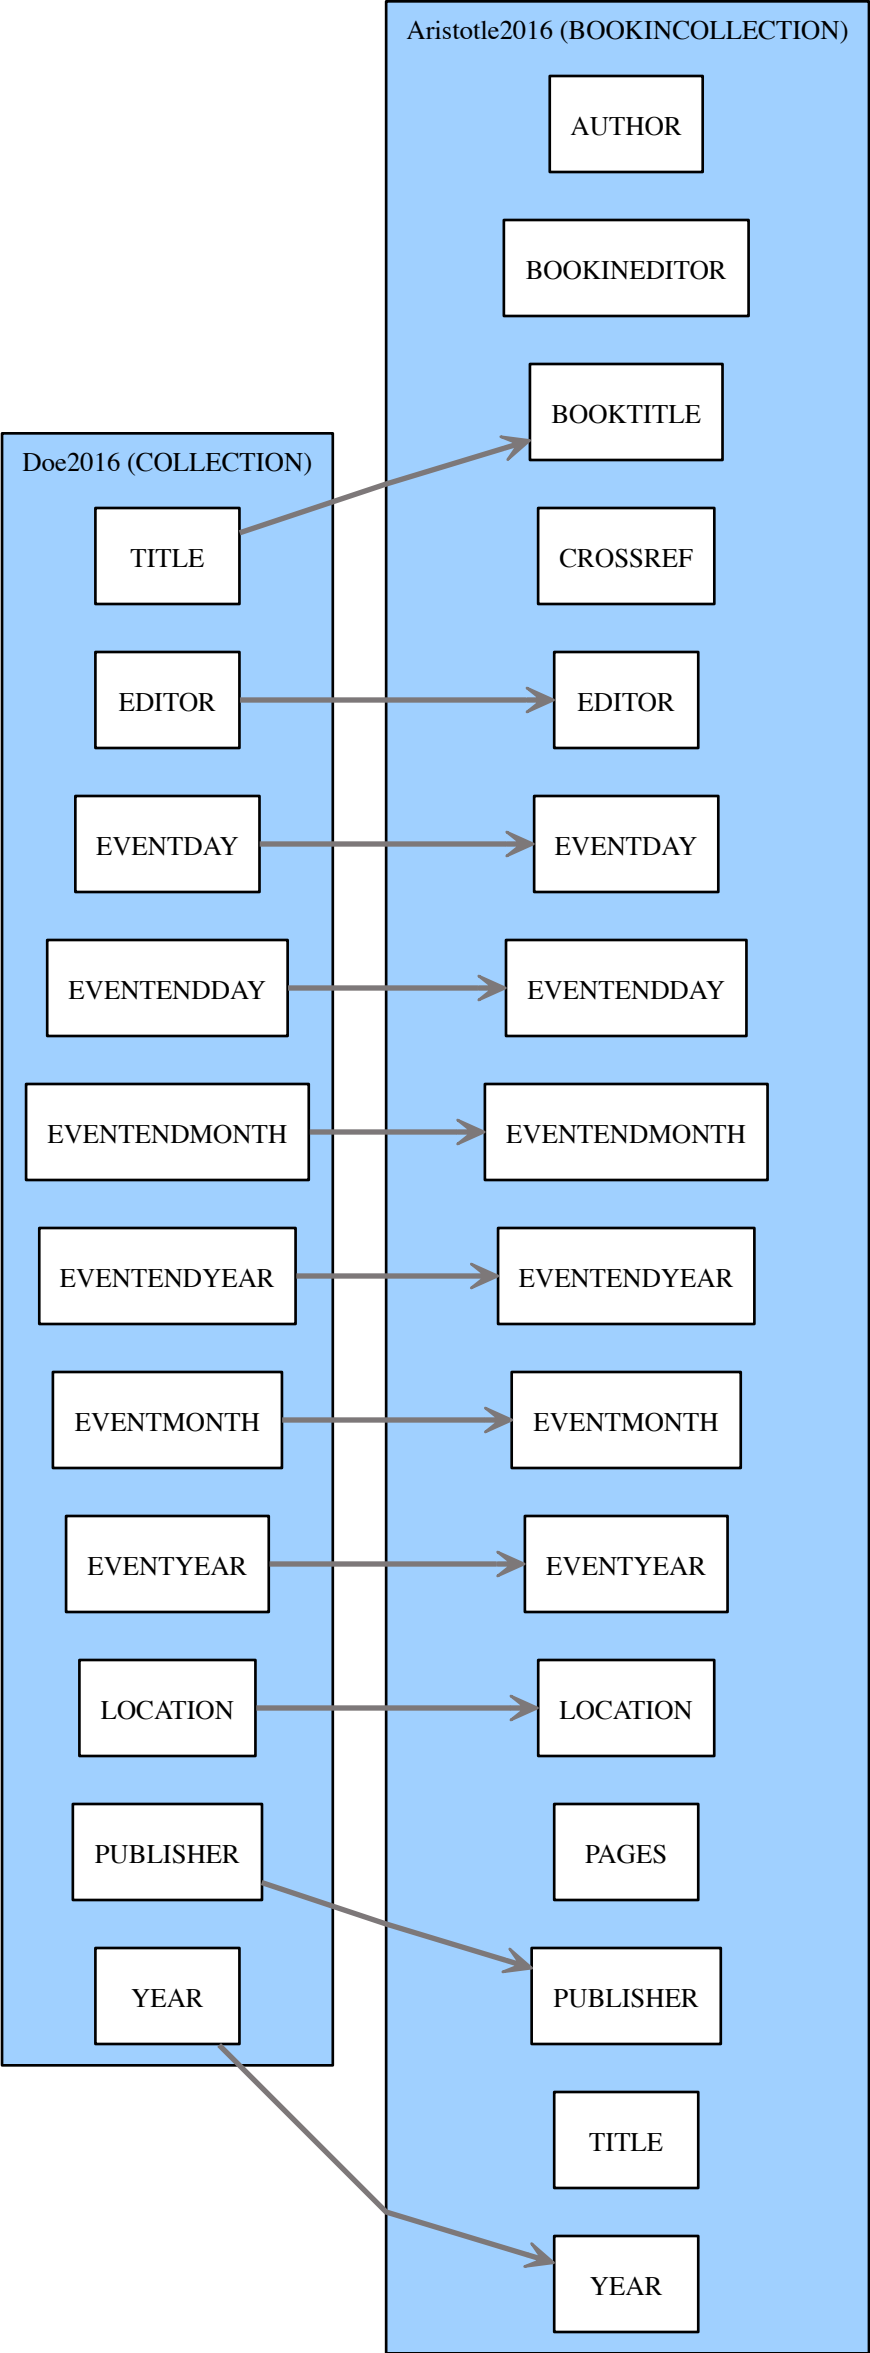 Aristotle2016 (BOOKINCOLLECTION)
AUTHOR
BOOKINEDITOR
BOOKTITLE
CROSSREF
EDITOR
EVENTDAY
EVENTENDDAY
EVENTENDMONTH
EVENTENDYEAR
EVENTMONTH
EVENTYEAR
LOCATION
PAGES
PUBLISHER
TITLE
YEAR
Doe2016 (COLLECTION)
TITLE
EDITOR
EVENTDAY
EVENTENDDAY
EVENTENDMONTH
EVENTENDYEAR
EVENTMONTH
EVENTYEAR
LOCATION
PUBLISHER
YEAR